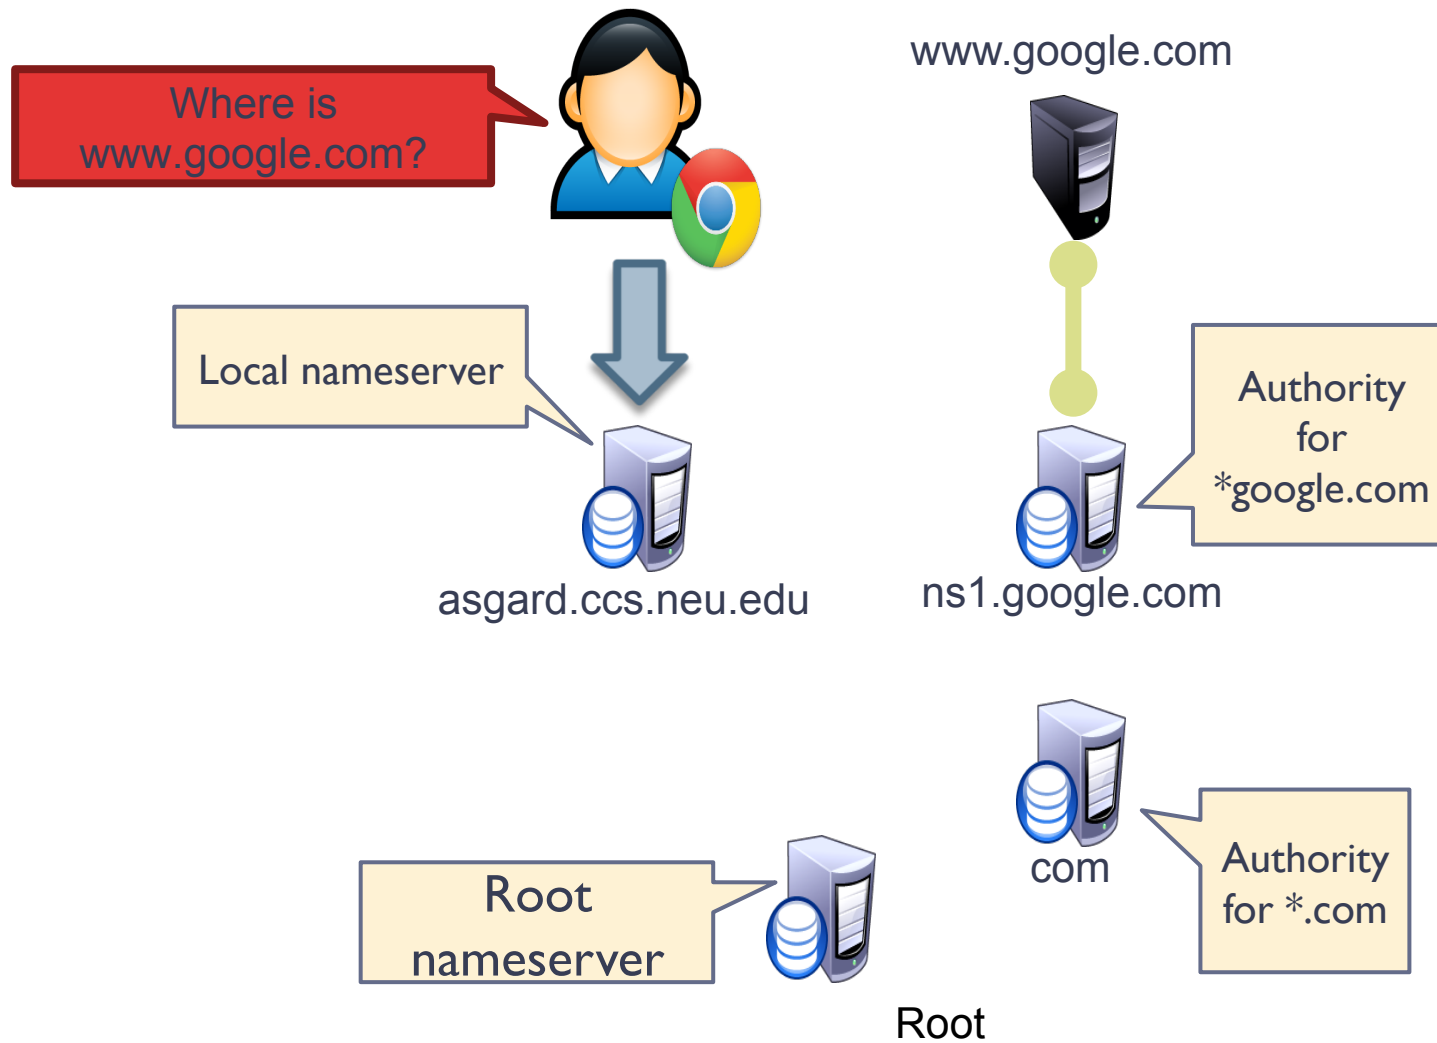 www.google.com
Where is
www.google.com?
Local nameserver
Authority
for
*google.com
asgard.ccs.neu.edu
ns1.google.com
com
Authority
for *.com
Root
nameserver
Root